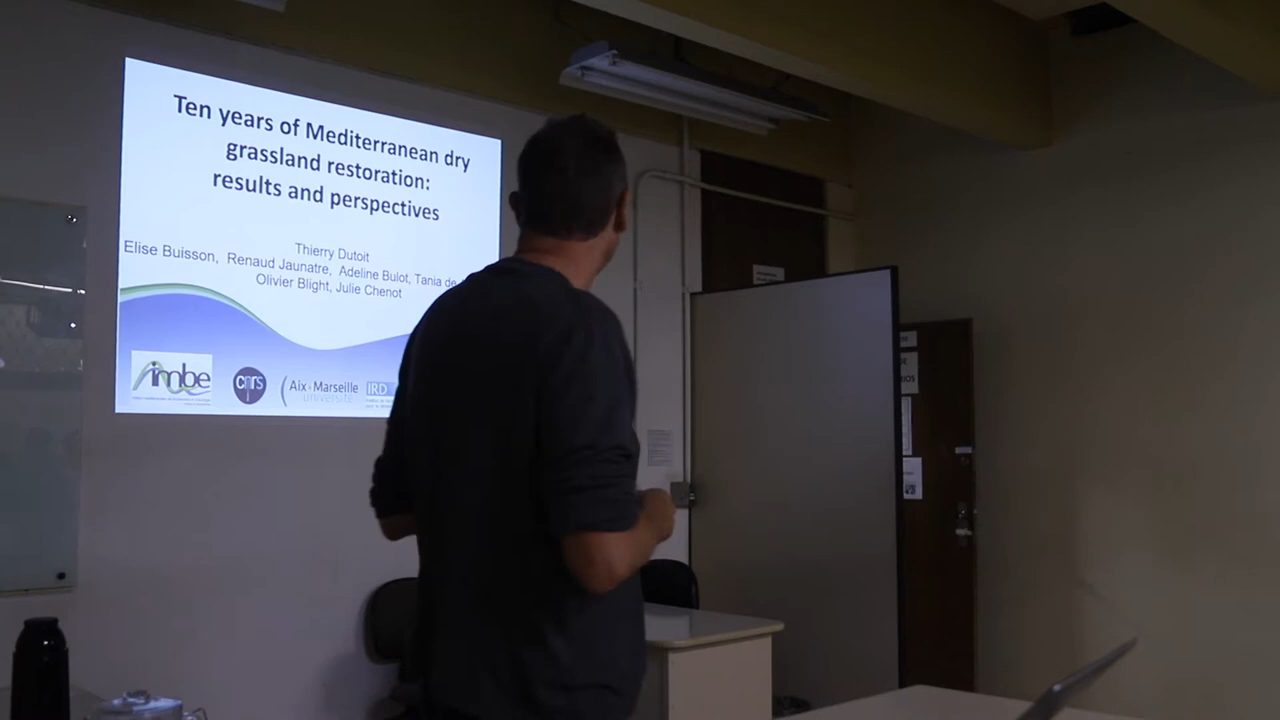 Ten years of Mediterranean dry
grassland restoration:
results and perspectives
Thierry Dutoit
Elise Buisson, Renaud Jaunatre, Adeline Bulot, Tania de
Olivier Blight, Julie Chenot
imbe
cnrs
Aix Marseille
université
IRD